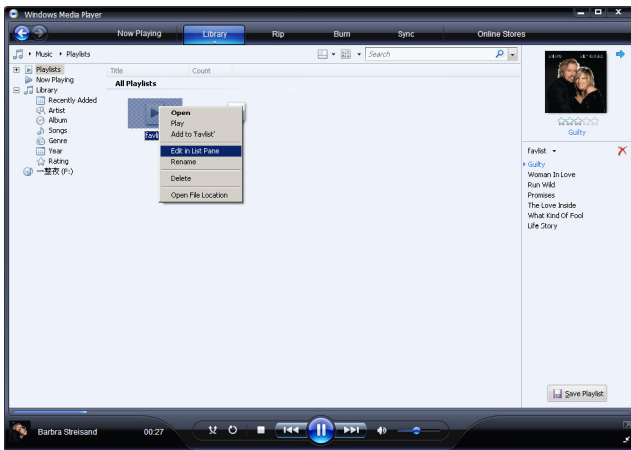 Windows Media Player
Now Playing Library Rip Burn Sync Online Stores
Music Playlists Search
Playlists
Now Playing
Library
Recently Added
Artist
Album
Songs
Genre
Year
Rating
一整夜 (F:)
Title Count
All Playlists
Open
Play
Add to 'favlist'
Edit in List Pane
Rename
Delete
Open File Location
Guilty
favlist
Guilty
Woman In Love
Run Wild
Promises
The Love Inside
What Kind Of Fool
Life Story
Save Playlist
Barbra Streisand 00:27